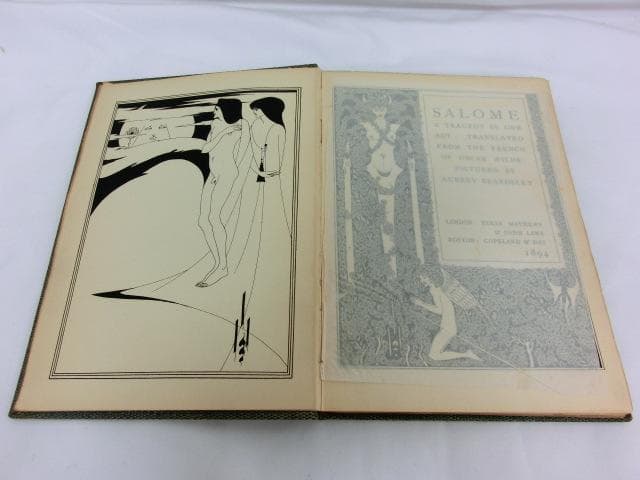 SALOME
A TRAGEDY IN ONE
ACT : TRANSLATED
FROM THE FRENCH
OF OSCAR WILDE
PICTURED BY
AUBREY BEARDSLEY
LONDON: ELKIN MATHEWS
& JOHN LANE
BOSTON: COPELAND & DAY
1894